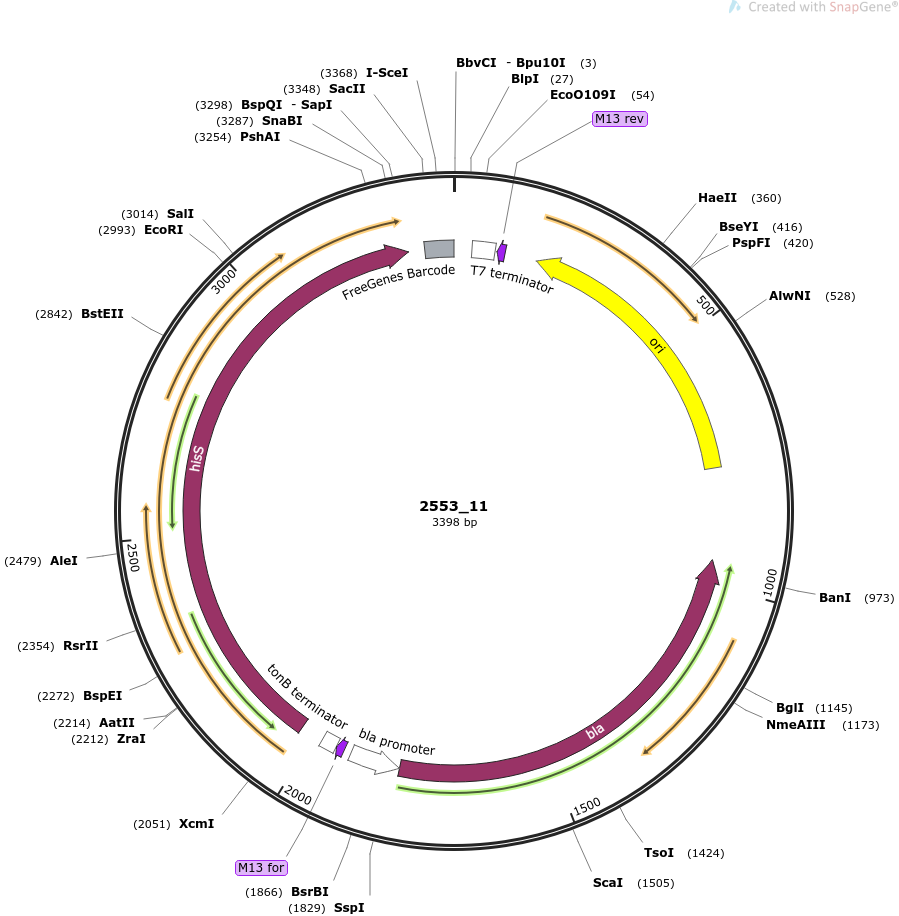 Created with SnapGene®
(3368) I-SceI
(3348) SacII
(3298) BspQI - SapI
(3287) SnaBI
(3254) PshAI
BbvCI - Bpu10I (3)
BlpI (27)
EcoO109I (54)
M13 rev
HaeII (360)
BseYI (416)
PspFI (420)
AlwNI (528)
(3014) SalI
(2993) EcoRI
(2842) BstEII
3000
500
FreeGenes Barcode
T7 terminator
ori
hisS
2553_11
3398 bp
(2479) AleI
2500
(2354) RsrII
(2272) BspEI
(2214) AatII
(2212) ZraI
1000
BanI (973)
BglI (1145)
NmeAIII (1173)
tonB terminator
bla promoter
bla
2000
1500
(2051) XcmI
M13 for
(1866) BsrBI
(1829) SspI
TsoI (1424)
ScaI (1505)